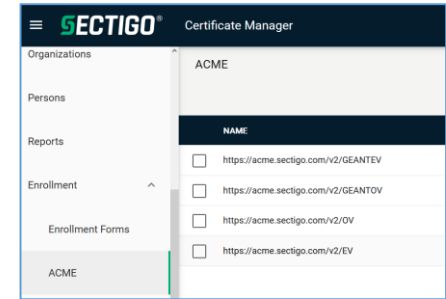 SECTIGO® Certificate Manager
Organizations
ACME
Persons
Reports
NAME
https://acme.sectigo.com/v2/GEANTEV
Enrollment
https://acme.sectigo.com/v2/GEANTOV
https://acme.sectigo.com/v2/OV
Enrollment Forms
https://acme.sectigo.com/v2/EV
ACME